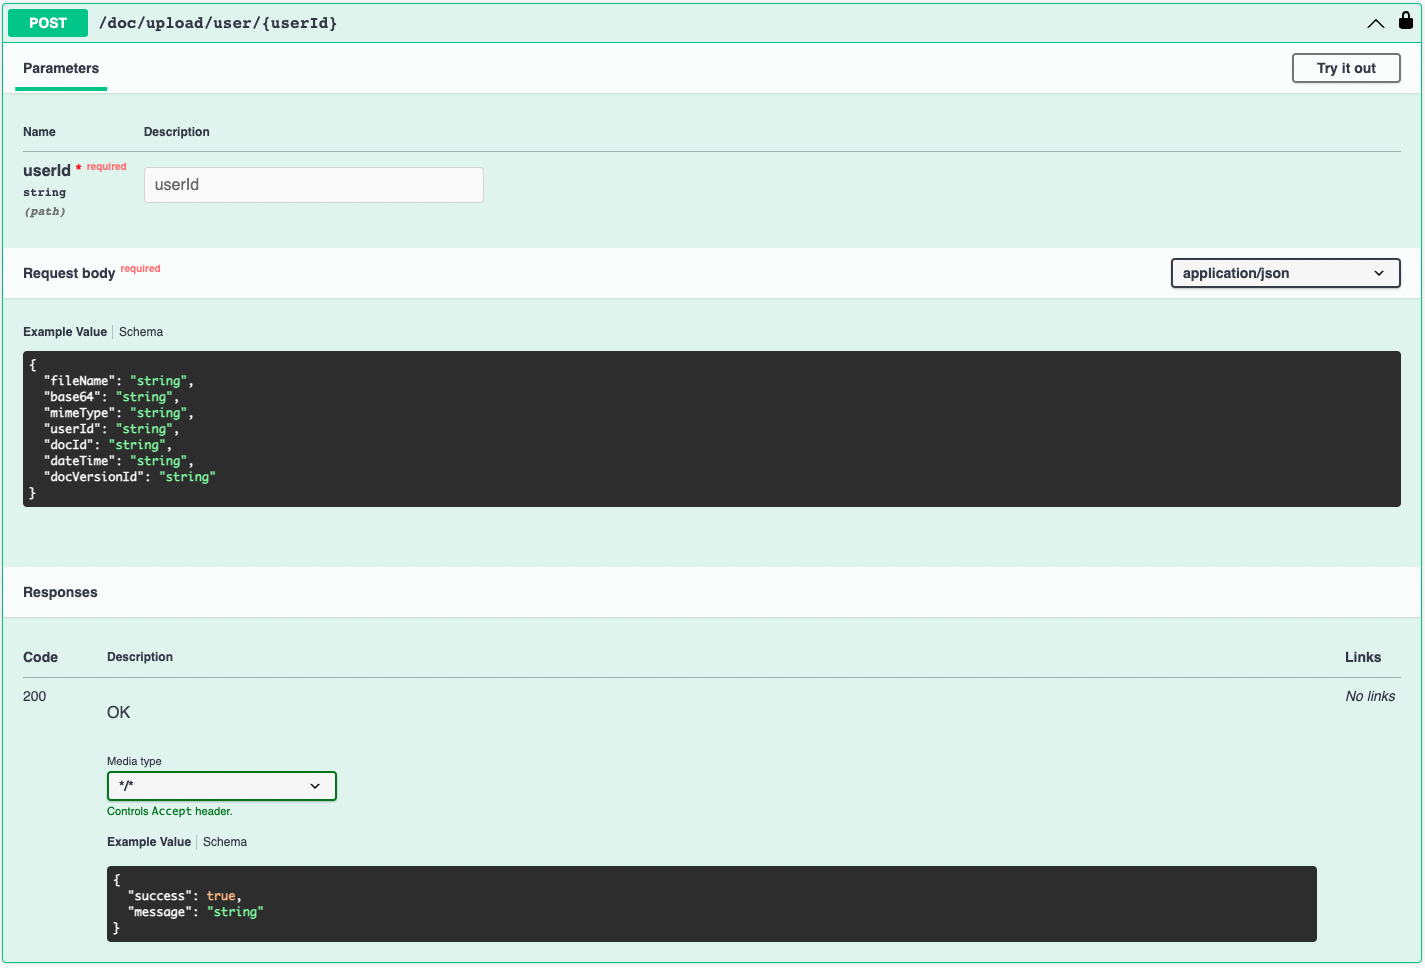 POST /doc/upload/user/{userId}
Parameters
Try it out
Name Description
userId * required
string
(path)
userId
Request body required
application/json
Example Value Schema
{
"fileName": "string",
"base64": "string",
"mimeType": "string",
"userId": "string",
"docId": "string",
"dateTime": "string",
"docVersionId": "string"
}
Responses
Code Description Links
200 No links
OK
Media type
*/*
Controls Accept header.
Example Value Schema
{
"success": true,
"message": "string"
}